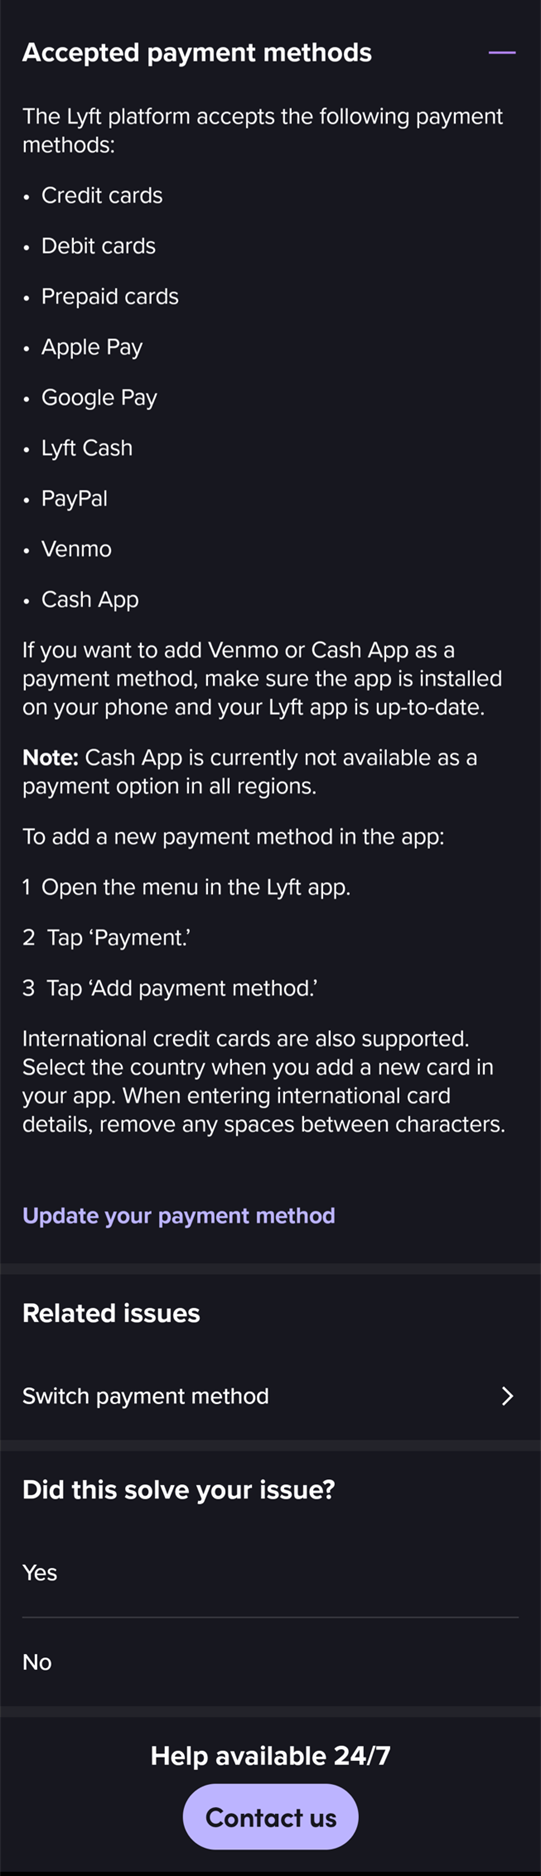 Accepted payment methods
The Lyft platform accepts the following payment
methods:
• Credit cards
• Debit cards
• Prepaid cards
• Apple Pay
• Google Pay
• Lyft Cash
• PayPal
• Venmo
• Cash App
If you want to add Venmo or Cash App as a
payment method, make sure the app is installed
on your phone and your Lyft app is up-to-date.
Note: Cash App is currently not available as a
payment option in all regions.
To add a new payment method in the app:
1 Open the menu in the Lyft app.
2 Tap ‘Payment.’
3 Tap ‘Add payment method.’
International credit cards are also supported.
Select the country when you add a new card in
your app. When entering international card
details, remove any spaces between characters.
Update your payment method
Related issues
Switch payment method
Did this solve your issue?
Yes
No
Help available 24/7
Contact us